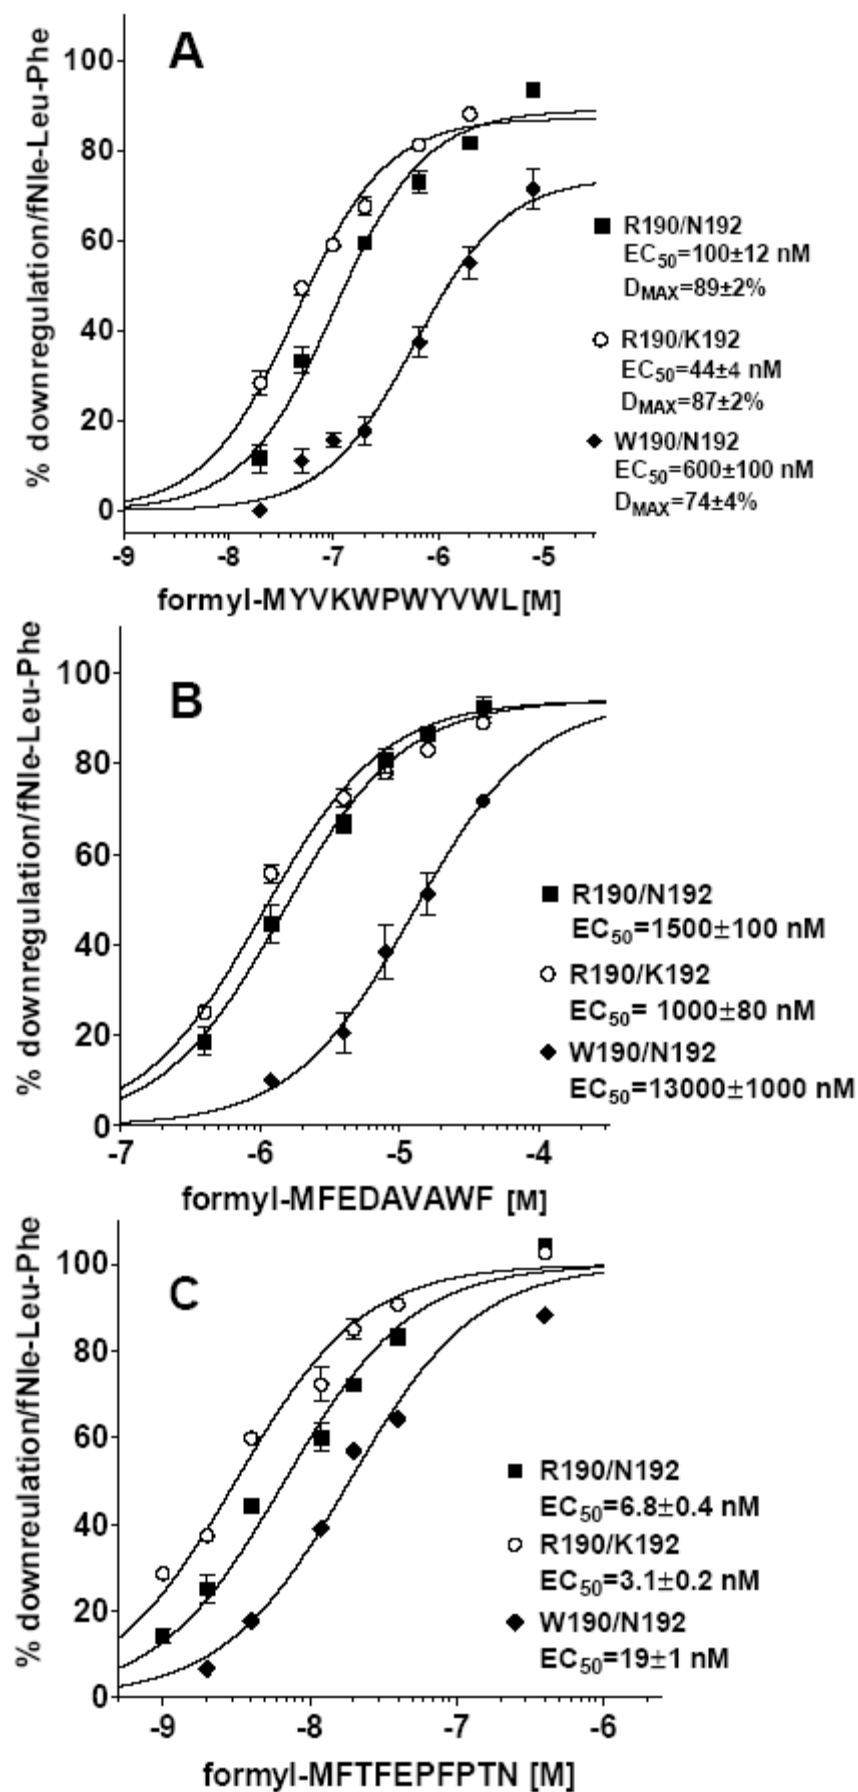 A
% downregulation/fNle-Leu-Phe
100
80
60
40
20
0
-9 -8 -7 -6 -5
formyl-MYVKWPWYVWL[M]
R190/N192
EC50=100±12 nM
DMAX=89±2%
R190/K192
EC50=44±4 nM
DMAX=87±2%
W190/N192
EC50=600±100 nM
DMAX=74±4%
B
% downregulation/fNle-Leu-Phe
100
80
60
40
20
0
-7 -6 -5 -4
formyl-MFEDAVAWF [M]
R190/N192
EC50=1500±100 nM
R190/K192
EC50= 1000±80 nM
W190/N192
EC50=13000±1000 nM
C
% downreulation/fNle-Leu-Phe
100
80
60
40
20
0
-9 -8 -7 -6
formyl-MFTFEPFPTN [M]
R190/N192
EC50=6.8±0.4 nM
R190/K192
EC50=3.1±0.2 nM
W190/N192
EC50=19±1 nM